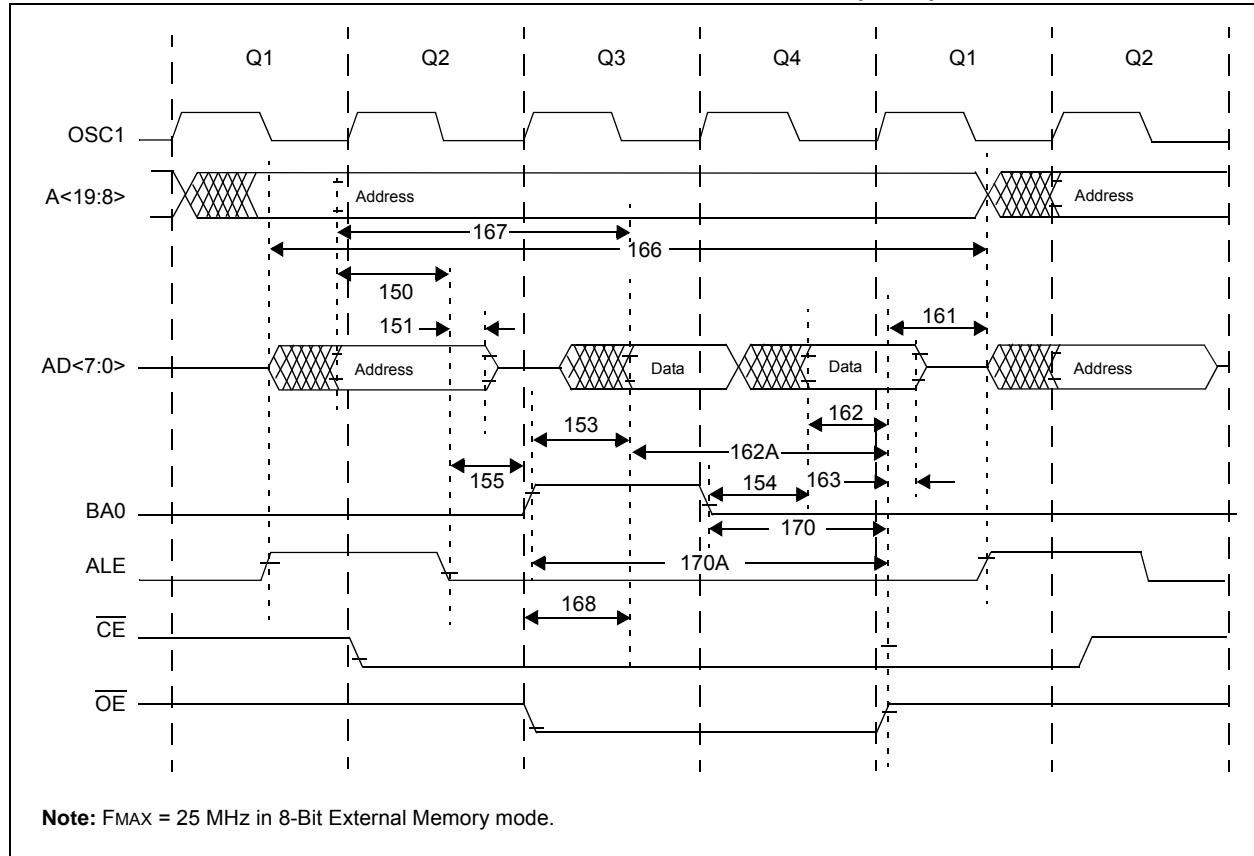 Q1 Q2 Q3 Q4 Q1 Q2
OSC1
A<19:8> Address Address
167
166
150
151 161
AD<7:0> Address Data Data Address
162
153
162A
155 154 163
BA0
170
ALE 170A
168
CE
OE
Note: FMAX = 25 MHz in 8-Bit External Memory mode.